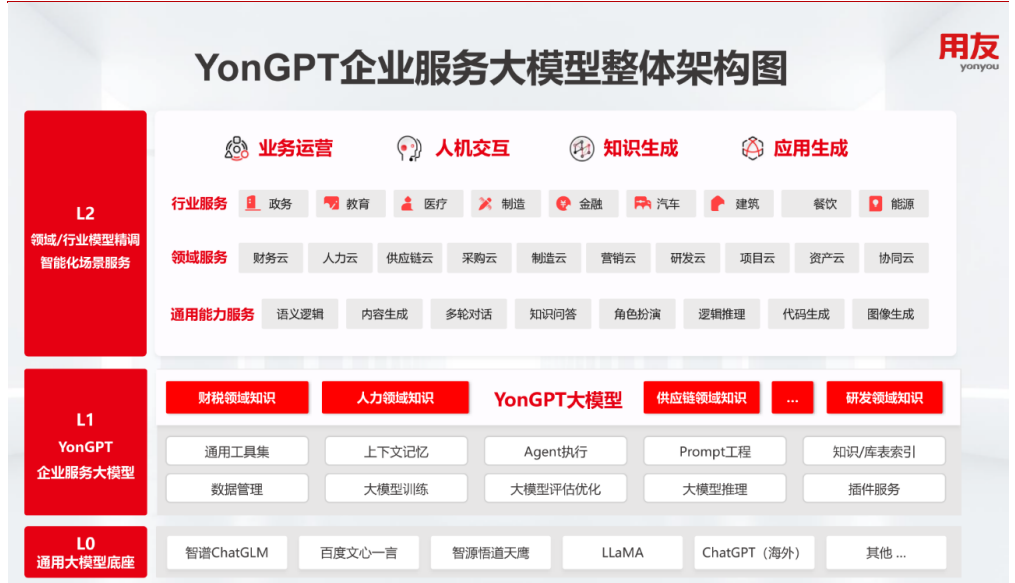 用友
yonyou
YonGPT企业服务大模型整体架构图
L2
领域/行业模型精调
智能化场景服务
业务运营 人机交互 知识生成 应用生成
行业服务 政务 教育 医疗 制造 金融 汽车 建筑 餐饮 能源
领域服务 财务云 人力云 供应链云 采购云 制造云 营销云 研发云 项目云 资产云 协同云
通用能力服务 语义逻辑 内容生成 多轮对话 知识问答 角色扮演 逻辑推理 代码生成 图像生成
L1
YonGPT
企业服务大模型
财税领域知识 人力领域知识 YonGPT大模型 供应链领域知识 ... 研发领域知识
通用工具集 上下文记忆 Agent执行 Prompt工程 知识/库表索引
数据管理 大模型训练 大模型评估优化 大模型推理 插件服务
L0
通用大模型底座
智谱ChatGLM 百度文心一言 智源悟道天鹰 LLaMA ChatGPT（海外） 其他 ...